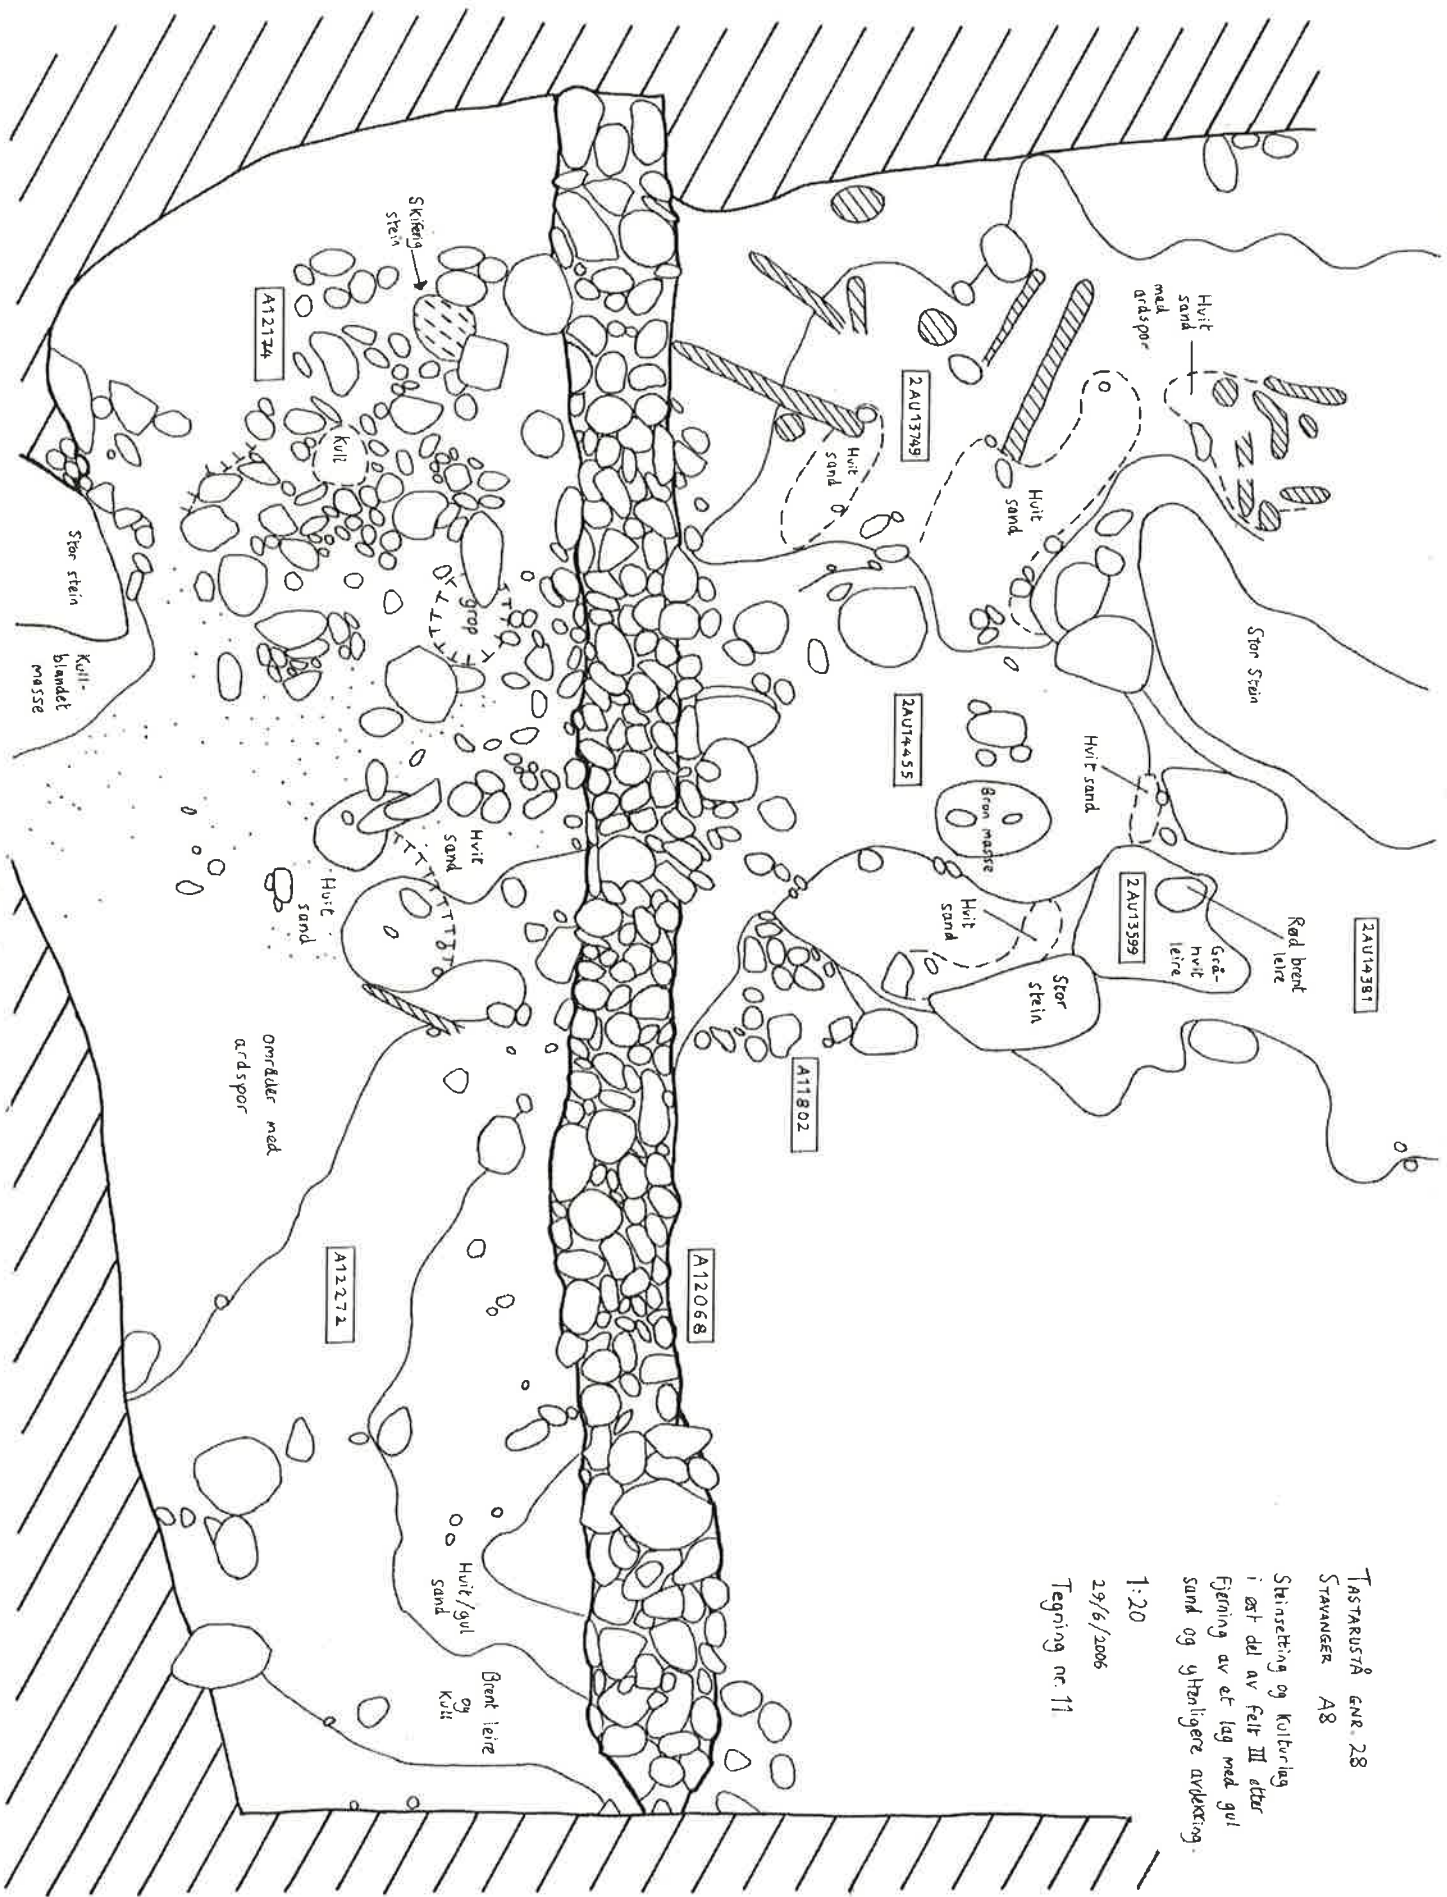 TASTARUSTÅ GNR. 28
STAVANGER A8
Steinsetting og Kulturlag
i øst del av felt III etter
Fjerning av et lag med gul
sand og ytterligere avdekking.
1:20
29/6/2006
Tegning nr. 11
2AU14381
Stor Stein
Rød brent
leire
Grå-
hvit
leire
2AU13599
Hvit
sand
med
ardspor
Hvit sand
Stor
stein
Hvit
sand
Brun masse
Hvit
sand
2AU13749
2AU14455
Hvit
sand
A11802
A12068
Skiferig
stein
grop
Hvit
sand
Hvit/gul
sand
Brent leire
og
Kull
kull
A12174
Hvit
sand
A12272
områder med
ardspor
Stor stein
Kull-
blandet
masse